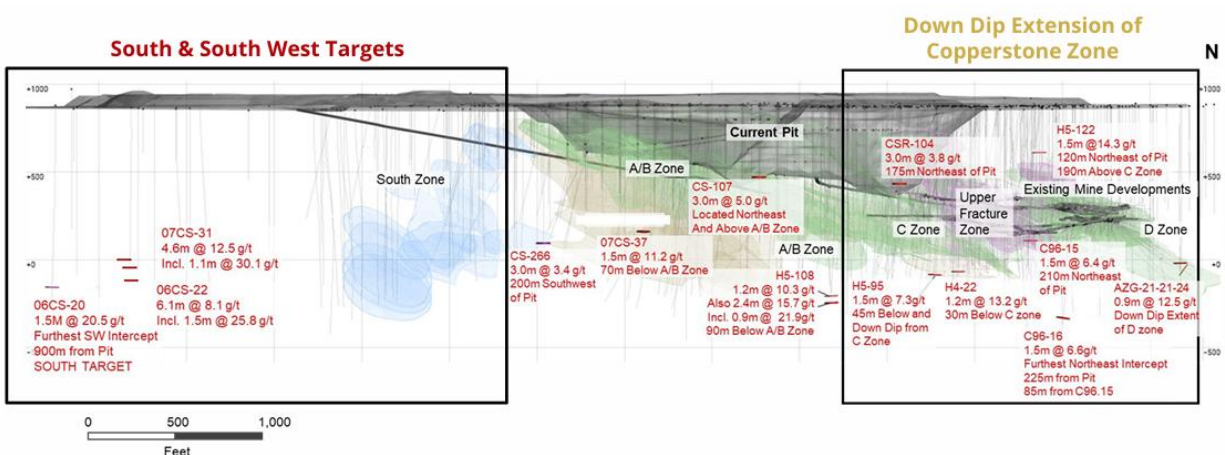 South & South West Targets
Down Dip Extension of
Copperstone Zone
N
+1000
+1000
Current Pit
H5-122
1.5m @14.3 g/t
120m Northeast of Pit
190m Above C Zone
CSR-104
3.0m @ 3.8 g/t
175m Northeast of Pit
+500
+500
South Zone
A/B Zone
CS-107
3.0m @ 5.0 g/t
Located Northeast
And Above A/B Zone
Existing Mine Developments
Upper
Fracture
Zone
C Zone
D Zone
07CS-31
4.6m @ 12.5 g/t
Incl. 1.1m @ 30.1 g/t
+0
+0
A/B Zone
CS-266
3.0m @ 3.4 g/t
200m Southwest
of Pit
07CS-37
1.5m @ 11.2 g/t
70m Below A/B Zone
C96-15
1.5m @ 6.4 g/t
210m Northeast
of Pit
06CS-20
1.5M @ 20.5 g/t
Furthest SW Intercept
900m from Pit
SOUTH TARGET
06CS-22
6.1m @ 8.1 g/t
Incl. 1.5m @ 25.8 g/t
H5-108
1.2m @ 10.3 g/t
Also 2.4m @ 15.7 g/t
Incl. 0.9m @ 21.9g/t
90m Below A/B Zone
H5-95
1.5m @ 7.3g/t
45m Below and
Down Dip from
C Zone
H4-22
1.2m @ 13.2 g/t
30m Below C zone
AZG-21-21-24
0.9m @ 12.5 g/t
Down Dip Extent
of D zone
C96-16
1.5m @ 6.6g/t
Furthest Northeast Intercept
225m from Pit
85m from C96.15
-500
0 500 1,000
Feet